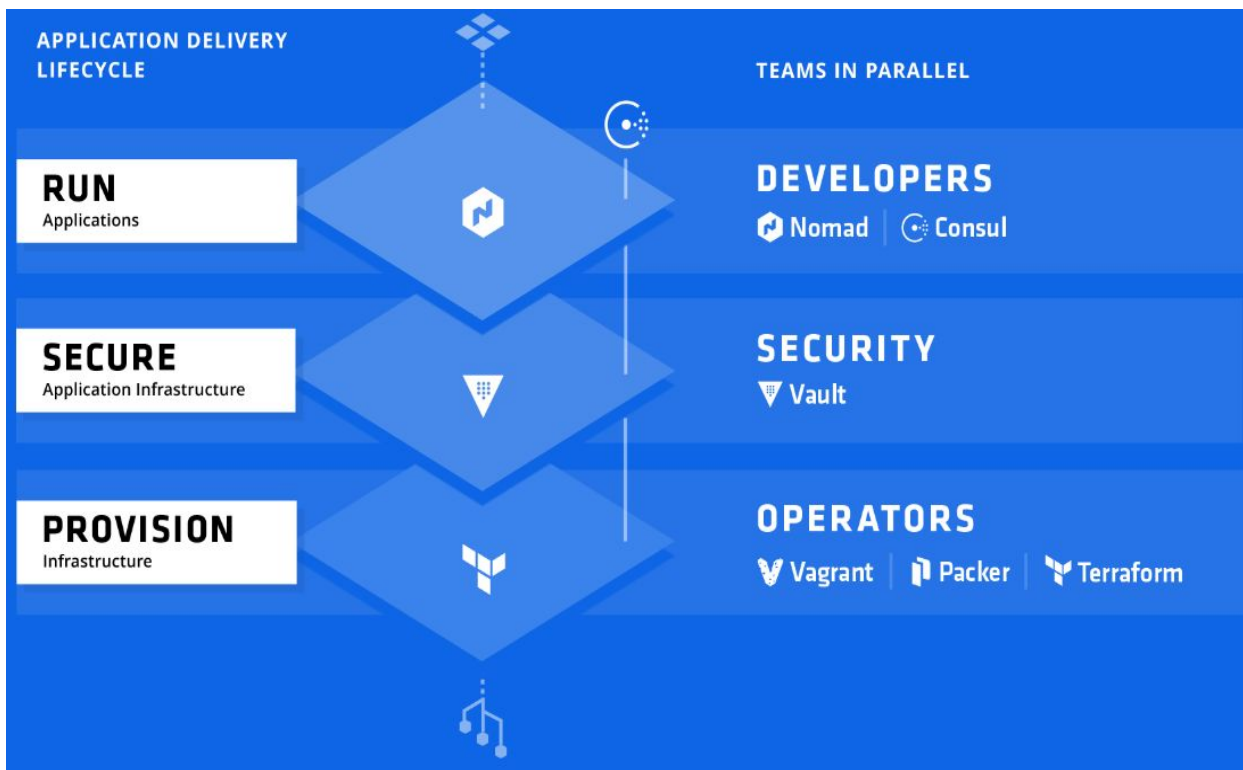 APPLICATION DELIVERY
LIFECYCLE
TEAMS IN PARALLEL
RUN
Applications
DEVELOPERS
Nomad
Consul
SECURE
Application Infrastructure
SECURITY
Vault
PROVISION
Infrastructure
OPERATORS
Vagrant
Packer
Terraform